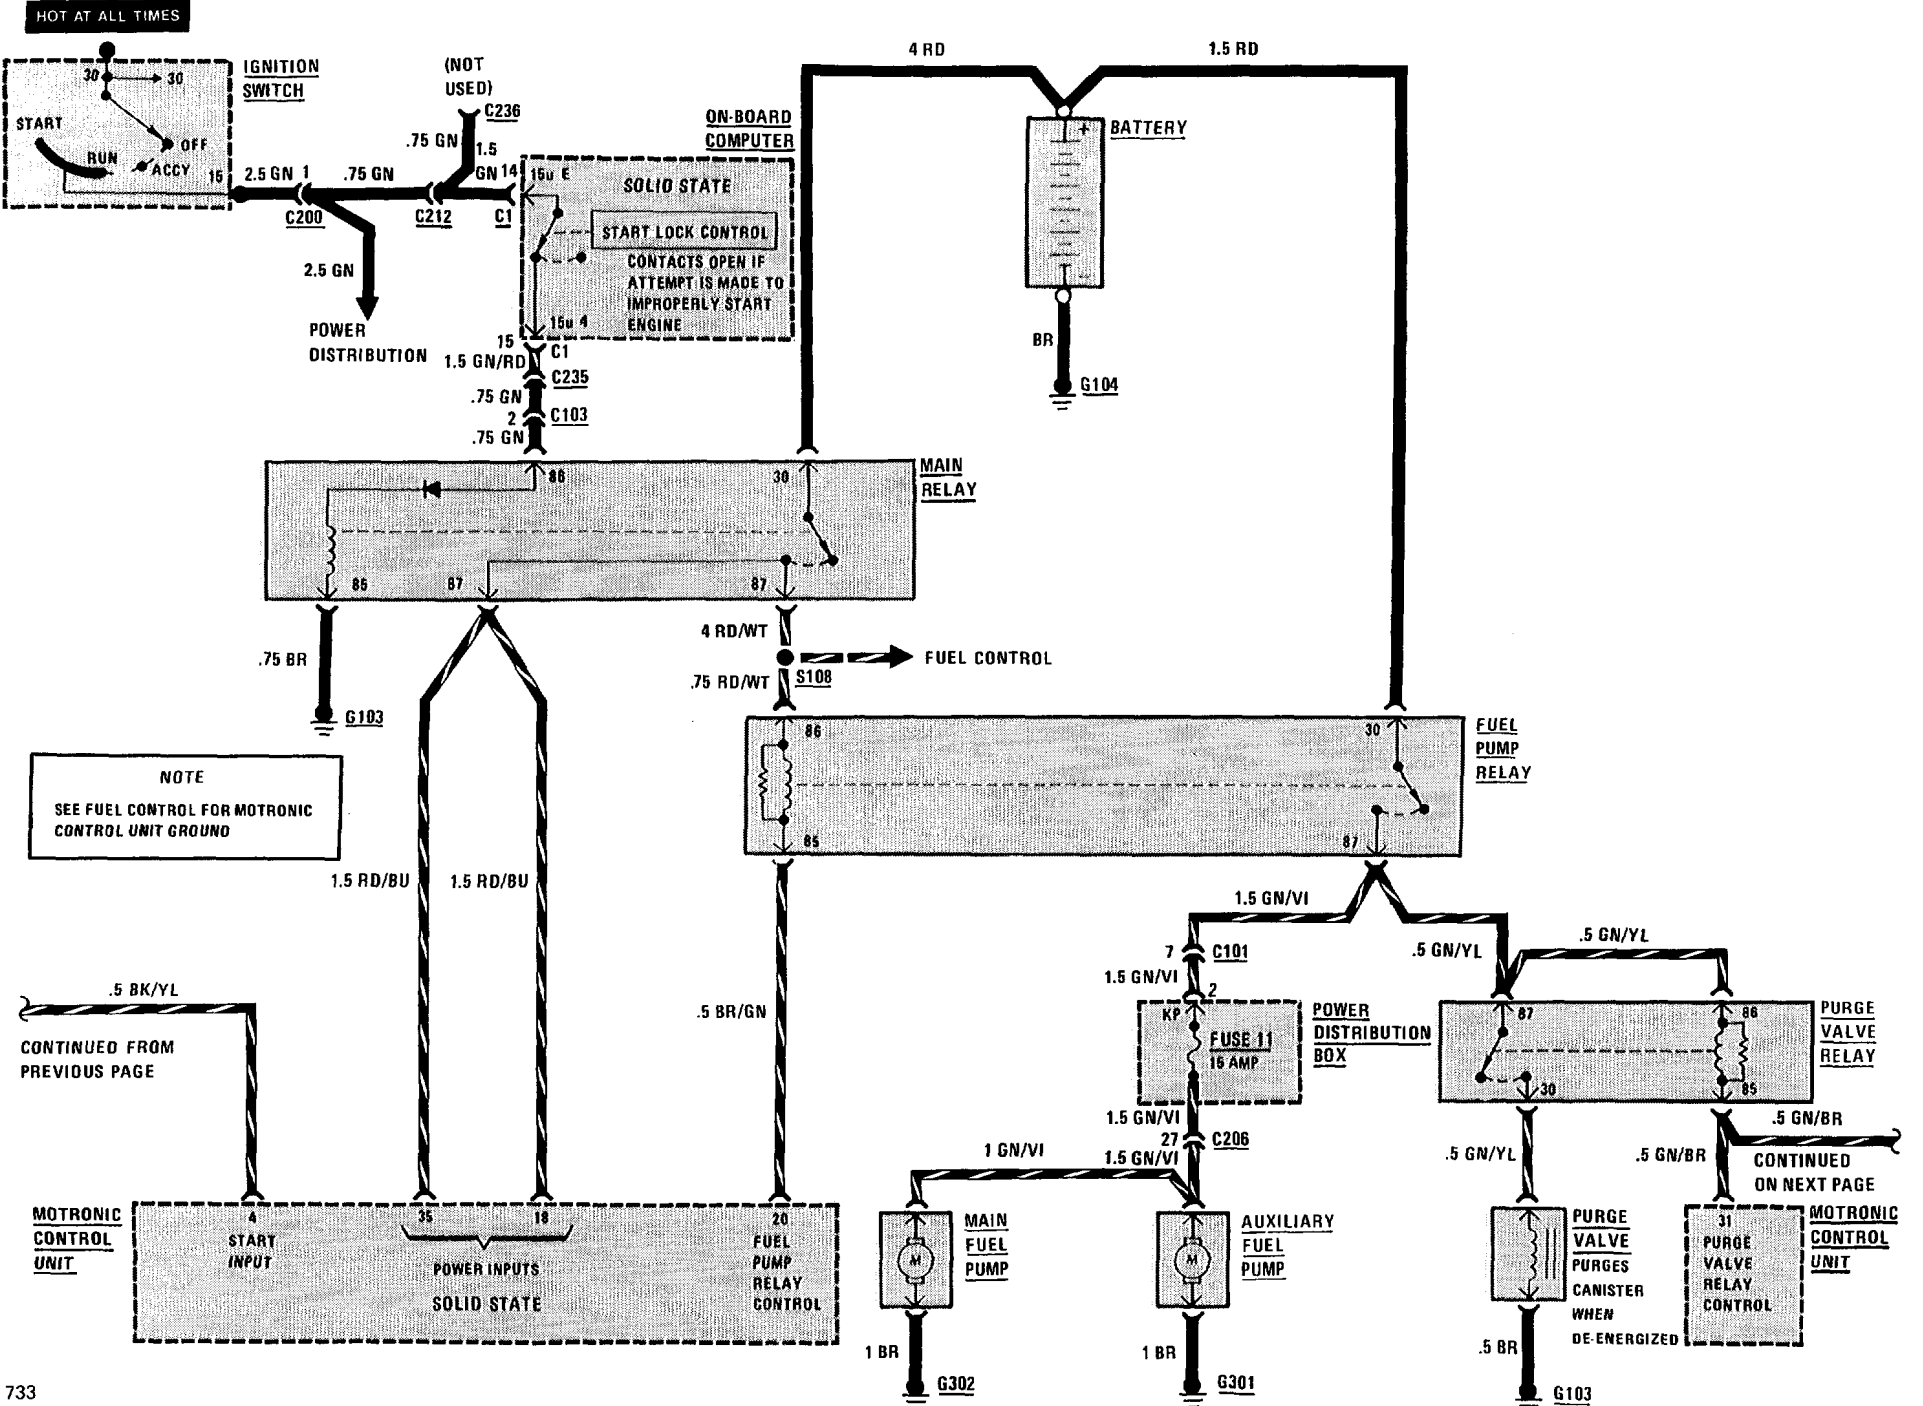 HOT AT ALL TIMES
30
30
IGNITION
SWITCH
START
OFF
RUN
ACCY
15
2.5 GN
1
C200
.75 GN
2.5 GN
POWER
DISTRIBUTION
(NOT
USED)
C236
.75 GN
1.5
GN
14
C212
C1
ON-BOARD
COMPUTER
15u E
SOLID STATE
START LOCK CONTROL
CONTACTS OPEN IF
ATTEMPT IS MADE TO
IMPROPERLY START
ENGINE
15u 4
15
C1
1.5 GN/RD
C235
.75 GN
2
C103
.75 GN
4 RD
1.5 RD
+
BATTERY
-
BR
G104
MAIN
RELAY
86
30
85
87
87
.75 BR
G103
4 RD/WT
S108
FUEL CONTROL
.75 RD/WT
FUEL
PUMP
RELAY
86
30
85
87
NOTE
SEE FUEL CONTROL FOR MOTRONIC
CONTROL UNIT GROUND
1.5 RD/BU
1.5 RD/BU
.5 BR/GN
.5 BK/YL
CONTINUED FROM
PREVIOUS PAGE
1.5 GN/VI
7
C101
1.5 GN/VI
2
KP
FUSE 11
15 AMP
POWER
DISTRIBUTION
BOX
1.5 GN/VI
27
C206
1.5 GN/VI
1 GN/VI
.5 GN/YL
.5 GN/YL
PURGE
VALVE
RELAY
87
86
30
85
.5 GN/YL
.5 GN/BR
.5 GN/BR
CONTINUED
ON NEXT PAGE
MOTRONIC
CONTROL
UNIT
4
START
INPUT
35
18
POWER INPUTS
SOLID STATE
20
FUEL
PUMP
RELAY
CONTROL
M
MAIN
FUEL
PUMP
1 BR
G302
M
AUXILIARY
FUEL
PUMP
1 BR
G301
PURGE
VALVE
PURGES
CANISTER
WHEN
DE-ENERGIZED
.5 BR
G103
31
PURGE
VALVE
RELAY
CONTROL
MOTRONIC
CONTROL
UNIT
733